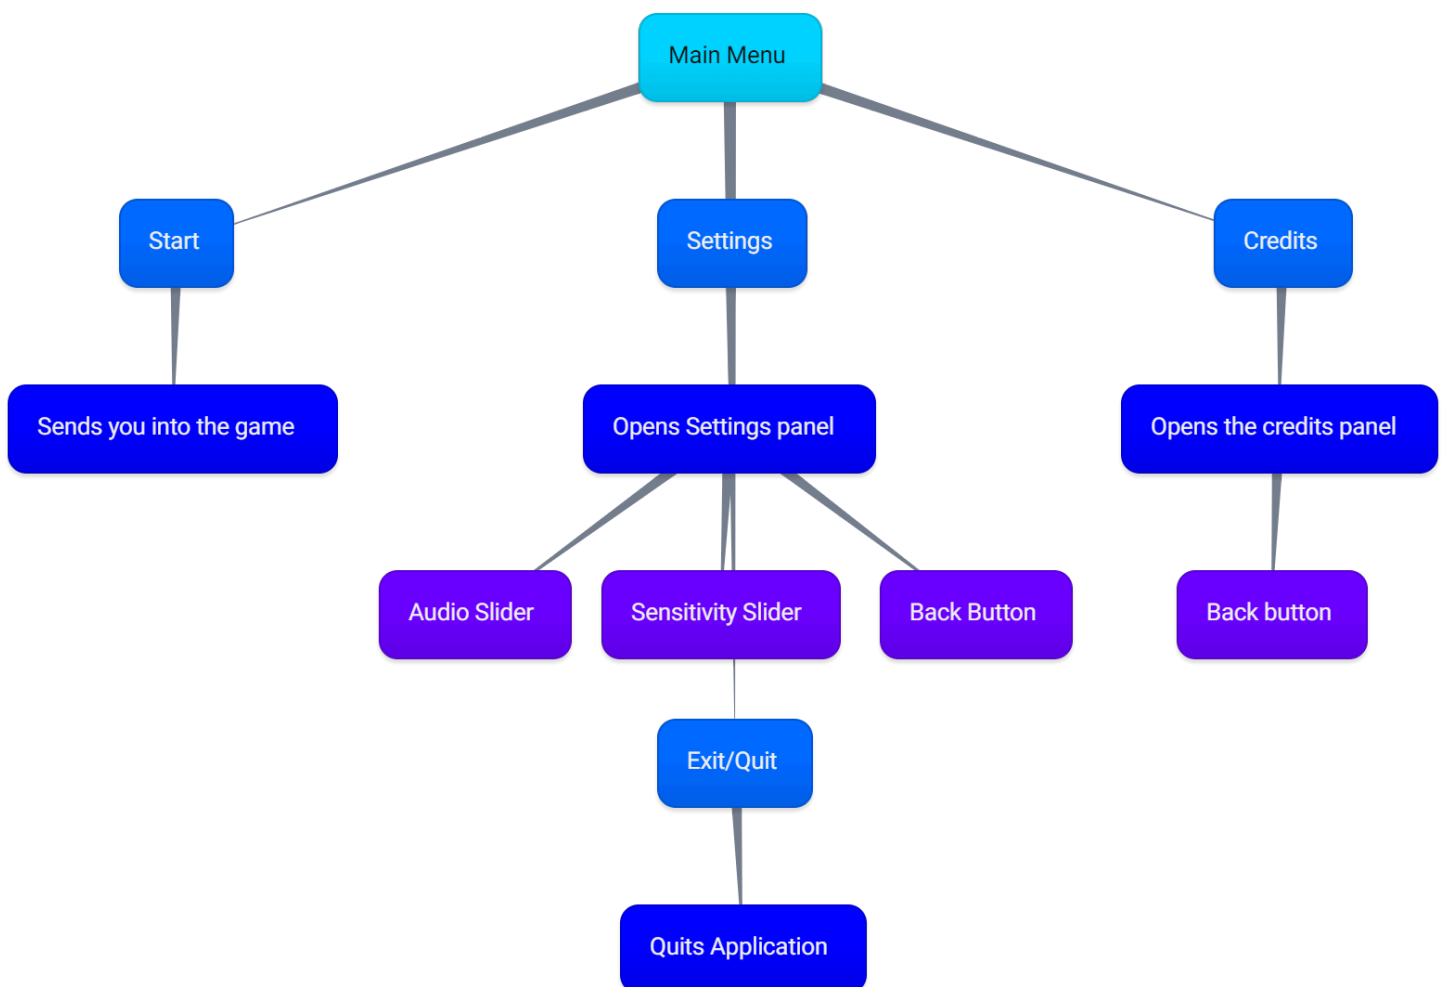 Main Menu
Start
Settings
Credits
Sends you into the game
Opens Settings panel
Opens the credits panel
Audio Slider
Sensitivity Slider
Back Button
Back button
Exit/Quit
Quits Application